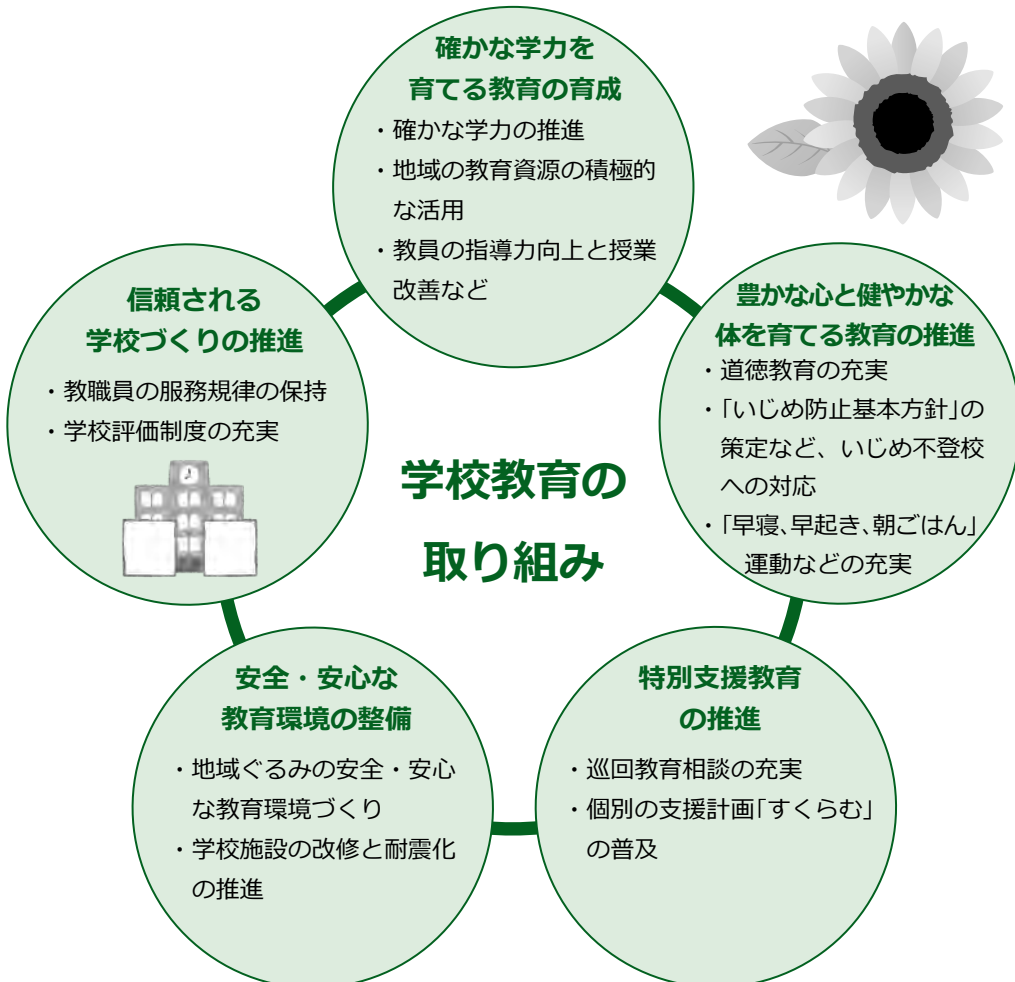 確かな学力を
育てる教育の育成
・確かな学力の推進
・地域の教育資源の積極的
な活用
・教員の指導力向上と授業
改善など
信頼される
学校づくりの推進
・教職員の服務規律の保持
・学校評価制度の充実
豊かな心と健やかな
体を育てる教育の推進
・道徳教育の充実
・「いじめ防止基本方針」の
策定など、いじめ不登校
への対応
・「早寝、早起き、朝ごはん」
運動などの充実
学校教育の
取り組み
安全・安心な
教育環境の整備
・地域ぐるみの安全・安心
な教育環境づくり
・学校施設の改修と耐震化
の推進
特別支援教育
の推進
・巡回教育相談の充実
・個別の支援計画「すくらむ」
の普及